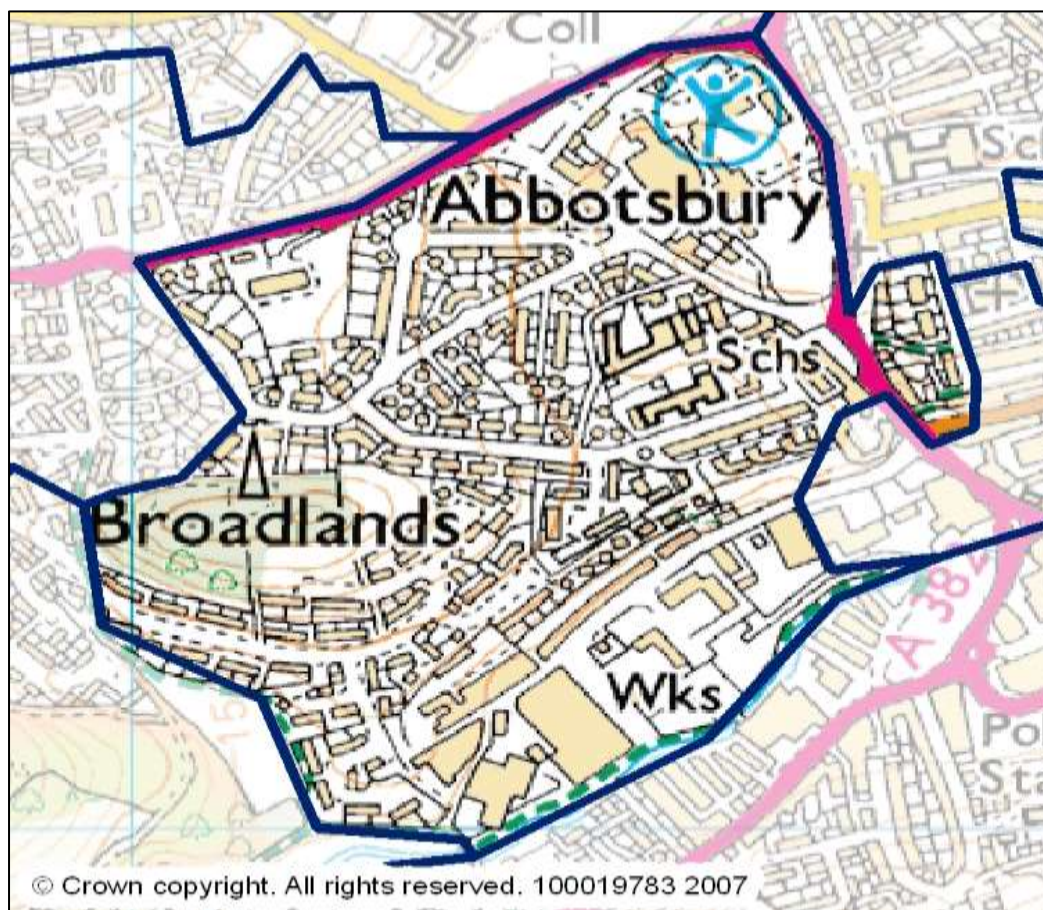 Coll
Abbotsbury
Schs
Broadlands
Wks
© Crown copyright. All rights reserved. 100019783 2007